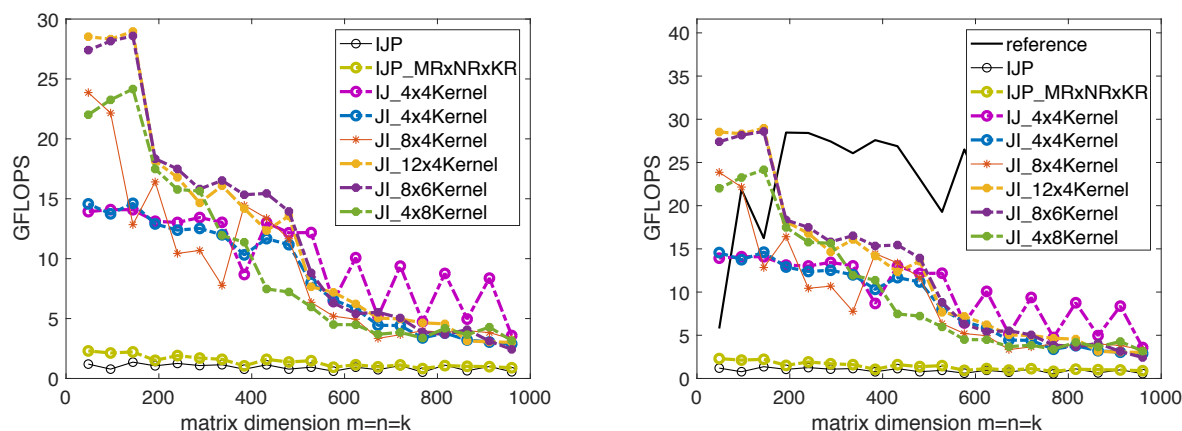 30
25
20
15
10
5
0
GFLOPS
0
200
400
600
800
1000
matrix dimension m=n=k
IJP
IJP_MRxNRxKR
IJ_4x4Kernel
JI_4x4Kernel
JI_8x4Kernel
JI_12x4Kernel
JI_8x6Kernel
JI_4x8Kernel
40
35
30
25
20
15
10
5
0
GFLOPS
0
200
400
600
800
1000
matrix dimension m=n=k
reference
IJP
IJP_MRxNRxKR
IJ_4x4Kernel
JI_4x4Kernel
JI_8x4Kernel
JI_12x4Kernel
JI_8x6Kernel
JI_4x8Kernel